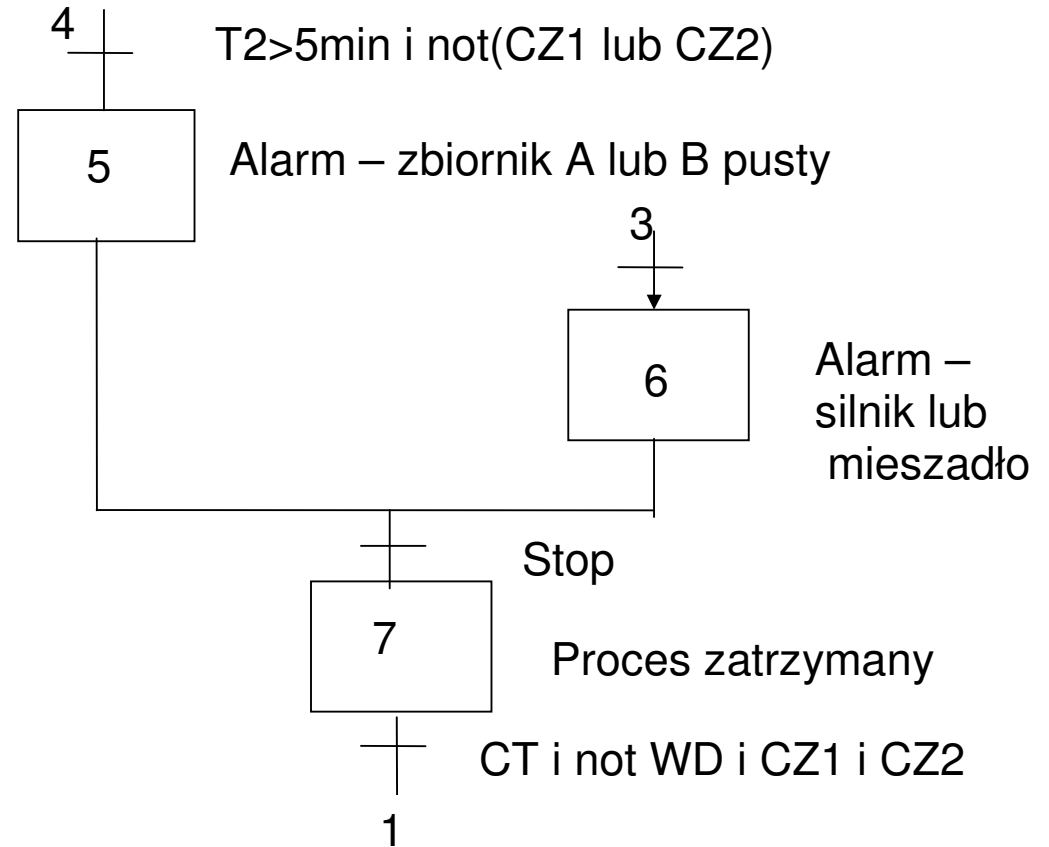 4
T2>5min i not(CZ1 lub CZ2)
5
Alarm – zbiornik A lub B pusty
3
6
Alarm –
silnik lub
mieszadło
Stop
7
Proces zatrzymany
CT i not WD i CZ1 i CZ2
1